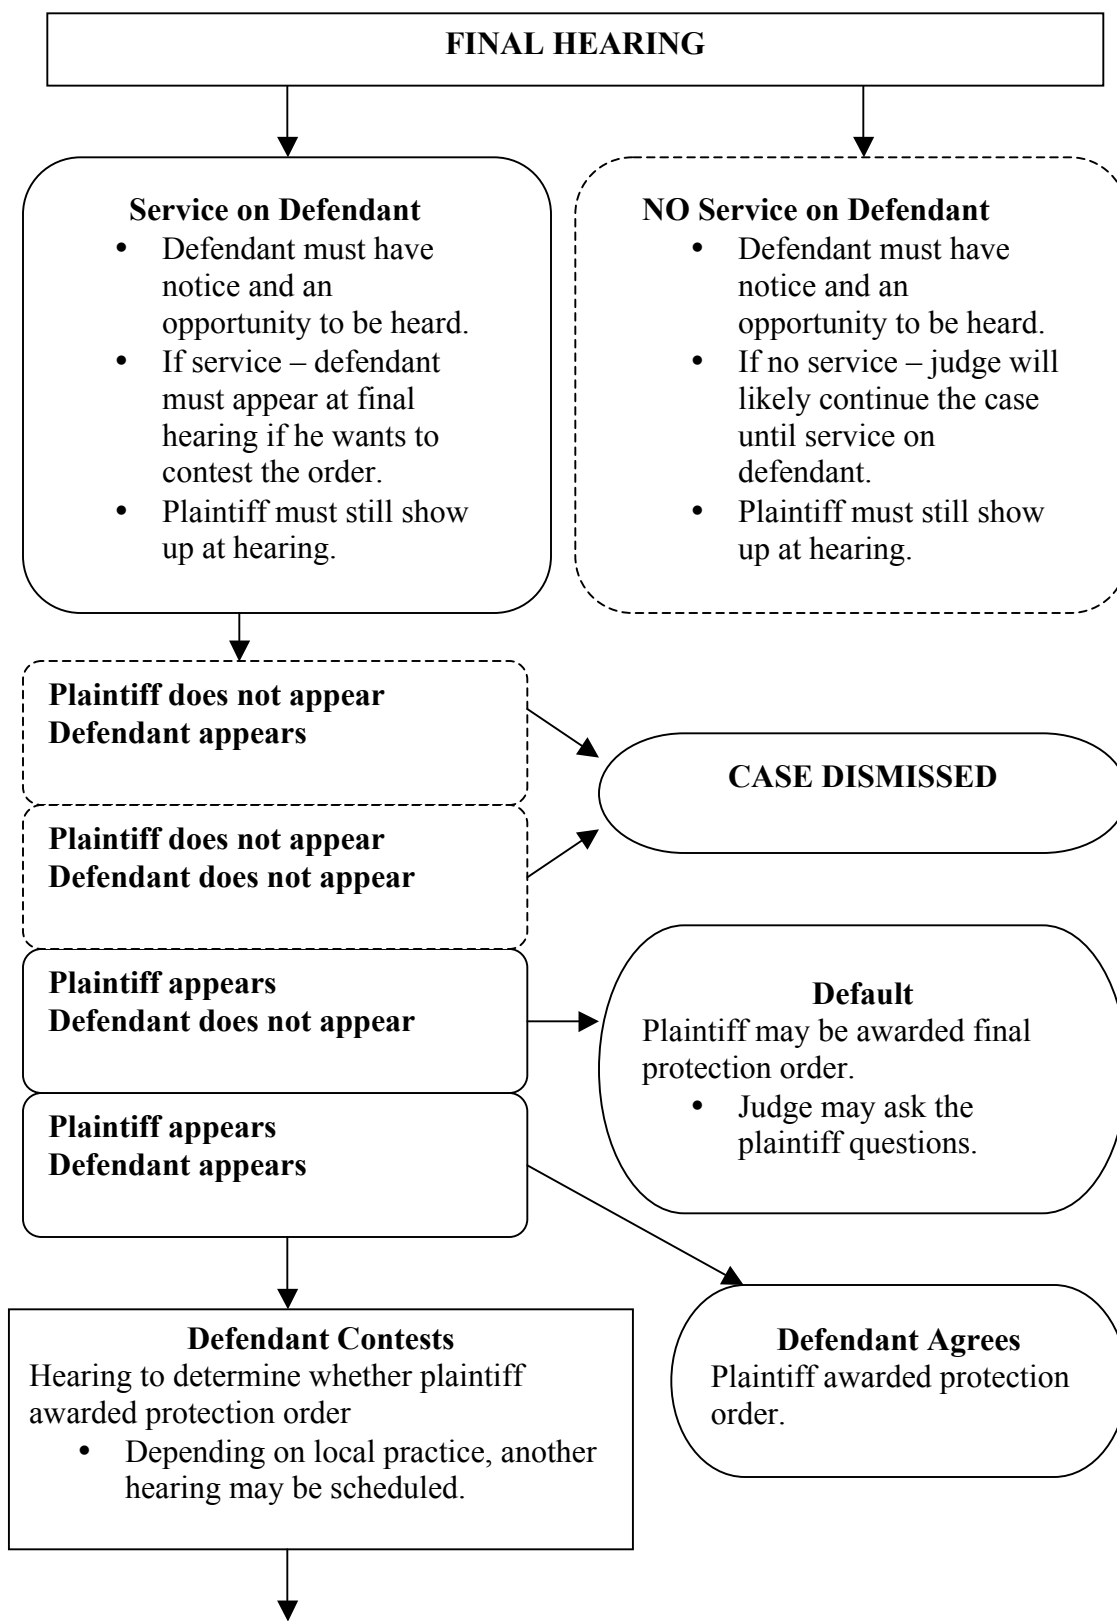 FINAL HEARING
Service on Defendant
• Defendant must have
notice and an
opportunity to be heard.
• If service – defendant
must appear at final
hearing if he wants to
contest the order.
• Plaintiff must still show
up at hearing.
NO Service on Defendant
• Defendant must have
notice and an
opportunity to be heard.
• If no service – judge will
likely continue the case
until service on
defendant.
• Plaintiff must still show
up at hearing.
Plaintiff does not appear
Defendant appears
CASE DISMISSED
Plaintiff does not appear
Defendant does not appear
Plaintiff appears
Defendant does not appear
Default
Plaintiff may be awarded final
protection order.
• Judge may ask the
plaintiff questions.
Plaintiff appears
Defendant appears
Defendant Contests
Hearing to determine whether plaintiff
awarded protection order
• Depending on local practice, another
hearing may be scheduled.
Defendant Agrees
Plaintiff awarded protection
order.